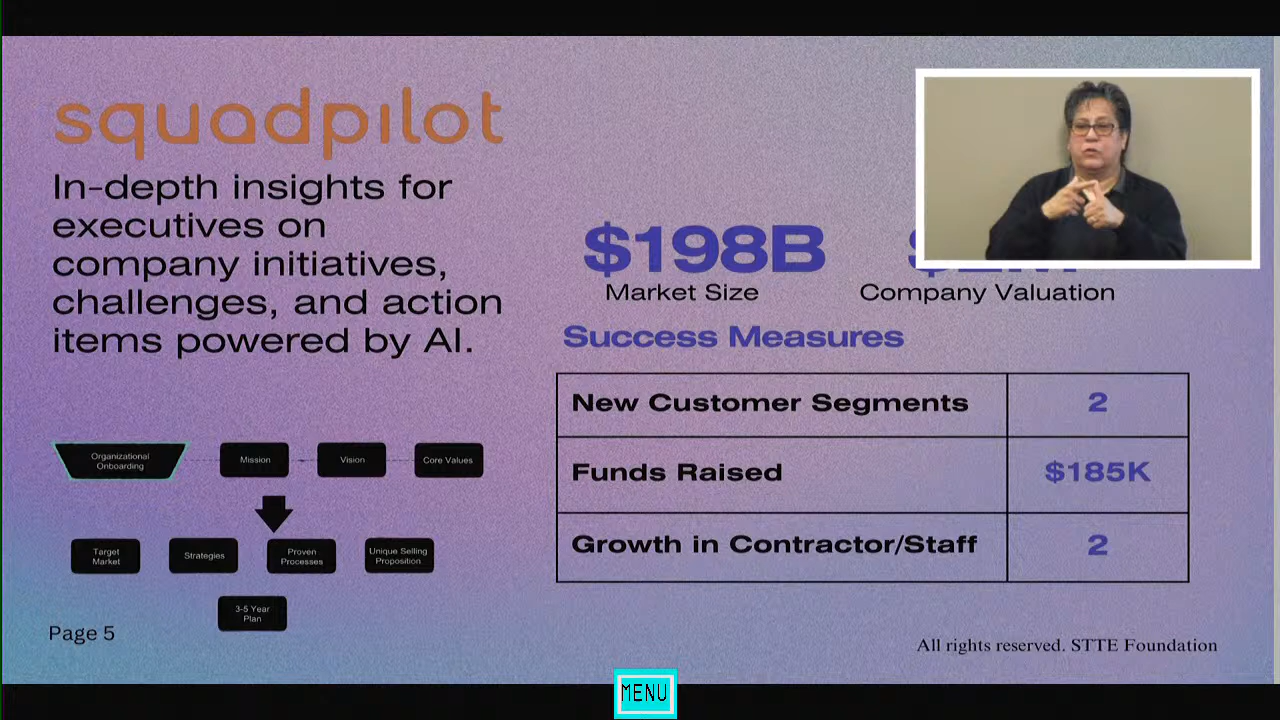 squadpilot
In-depth insights for
executives on
company initiatives,
challenges, and action
items powered by AI.
$198B
Market Size
Company Valuation
Success Measures
New Customer Segments 2
Funds Raised $185K
Growth in Contractor/Staff 2
Organizational
Onboarding
Mission
Vision
Core Values
Target
Market
Strategies
Proven
Processes
Unique Selling
Proposition
3-5 Year
Plan
Page 5
All rights reserved. STTE Foundation
MENU